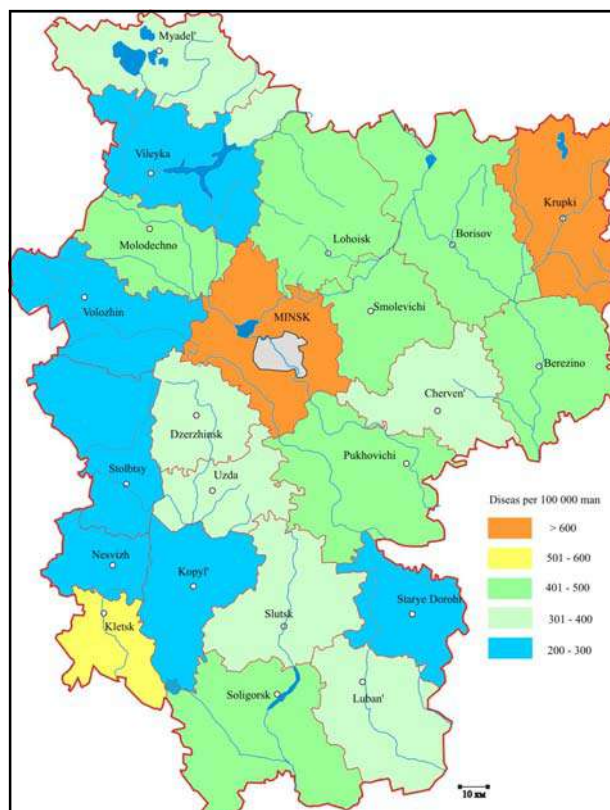 Myadel'
Vileyka
Krupki
Molodechno
Lohoisk
Borisov
Volozhin
MINSK
Smolevichi
Berezino
Cherven'
Dzerzhinsk
Pukhovichi
Uzda
Stolbtsy
Diseas per 100 000 man
> 600
501 - 600
401 - 500
301 - 400
200 - 300
Nesvizh
Kopyl'
Kletsk
Slutsk
Starye Dorohi
Soligorsk
Luban'
10 км